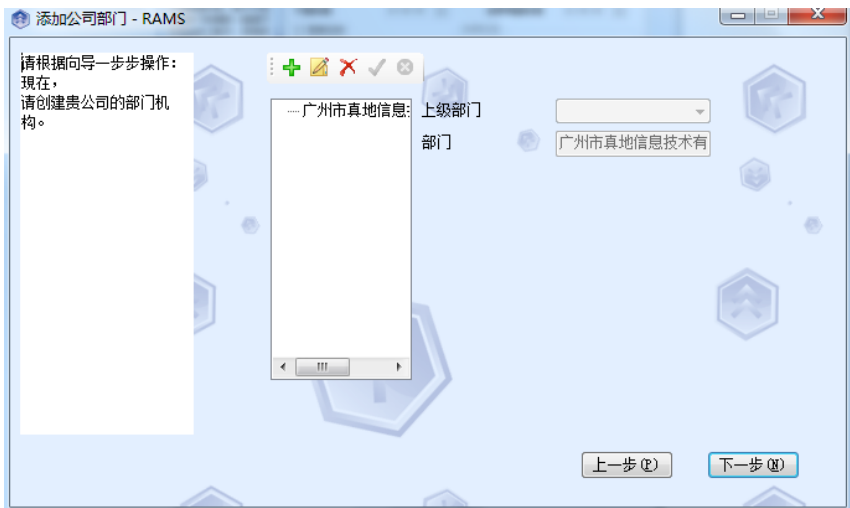 添加公司部门 - RAMS
请根据向导一步步操作：
现在，
请创建贵公司的部门机
构。
广州市真地信息
上级部门
部门
广州市真地信息技术有
上一步(P)
下一步(N)